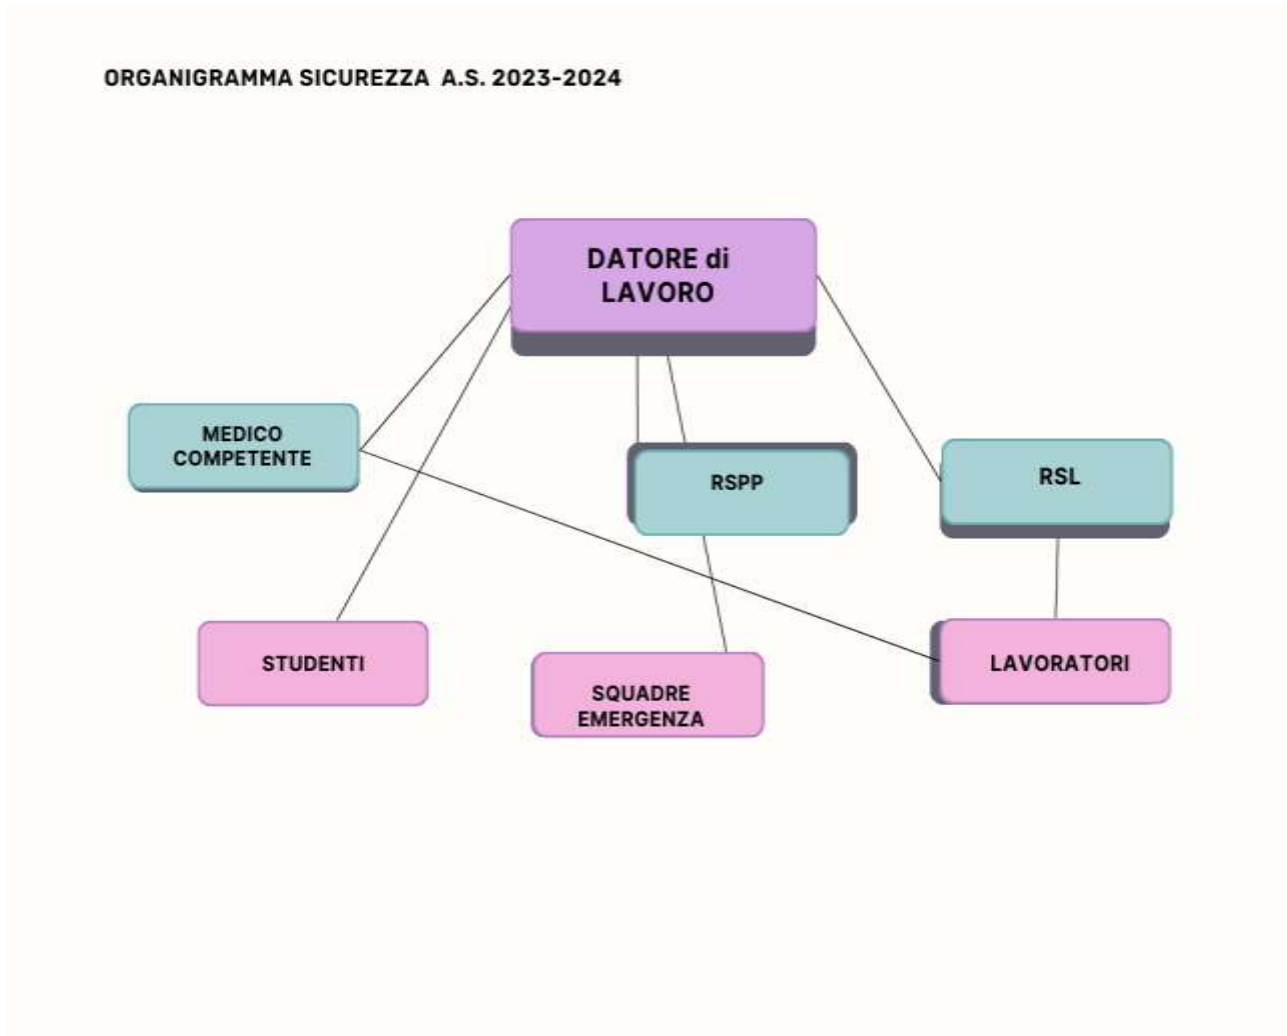 ORGANIGRAMMA SICUREZZA A.S. 2023-2024
DATORE di
LAVORO
MEDICO
COMPETENTE
RSPP
RSL
STUDENTI
SQUADRE
EMERGENZA
LAVORATORI